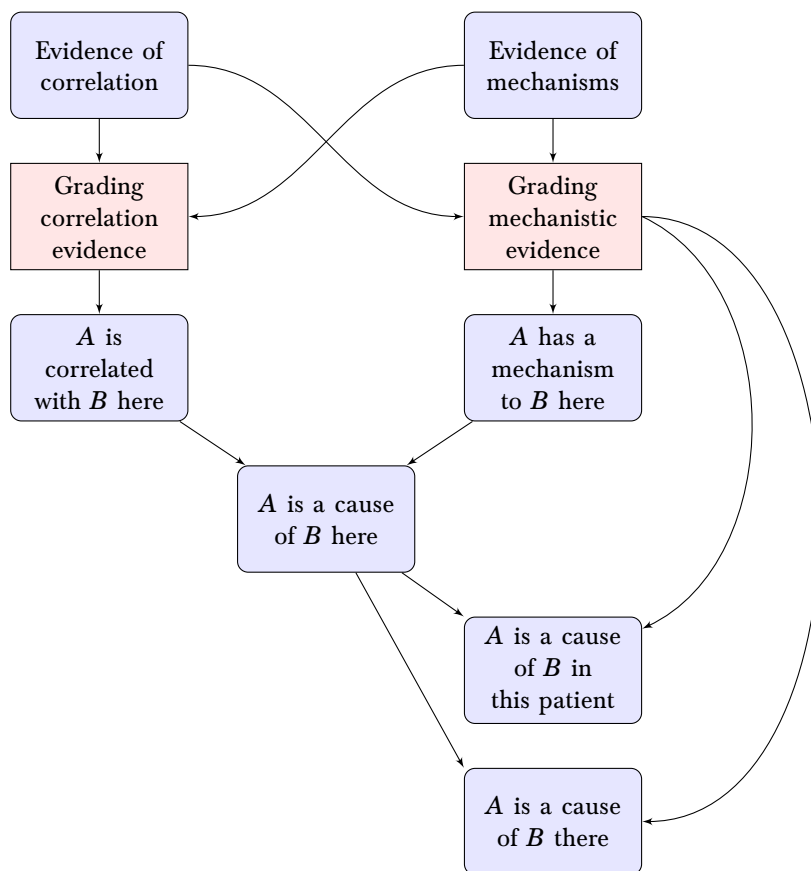 Evidence of
correlation
Evidence of
mechanisms
Grading
correlation
evidence
Grading
mechanistic
evidence
A is
correlated
with B here
A has a
mechanism
to B here
A is a cause
of B here
A is a cause
of B in
this patient
A is a cause
of B there